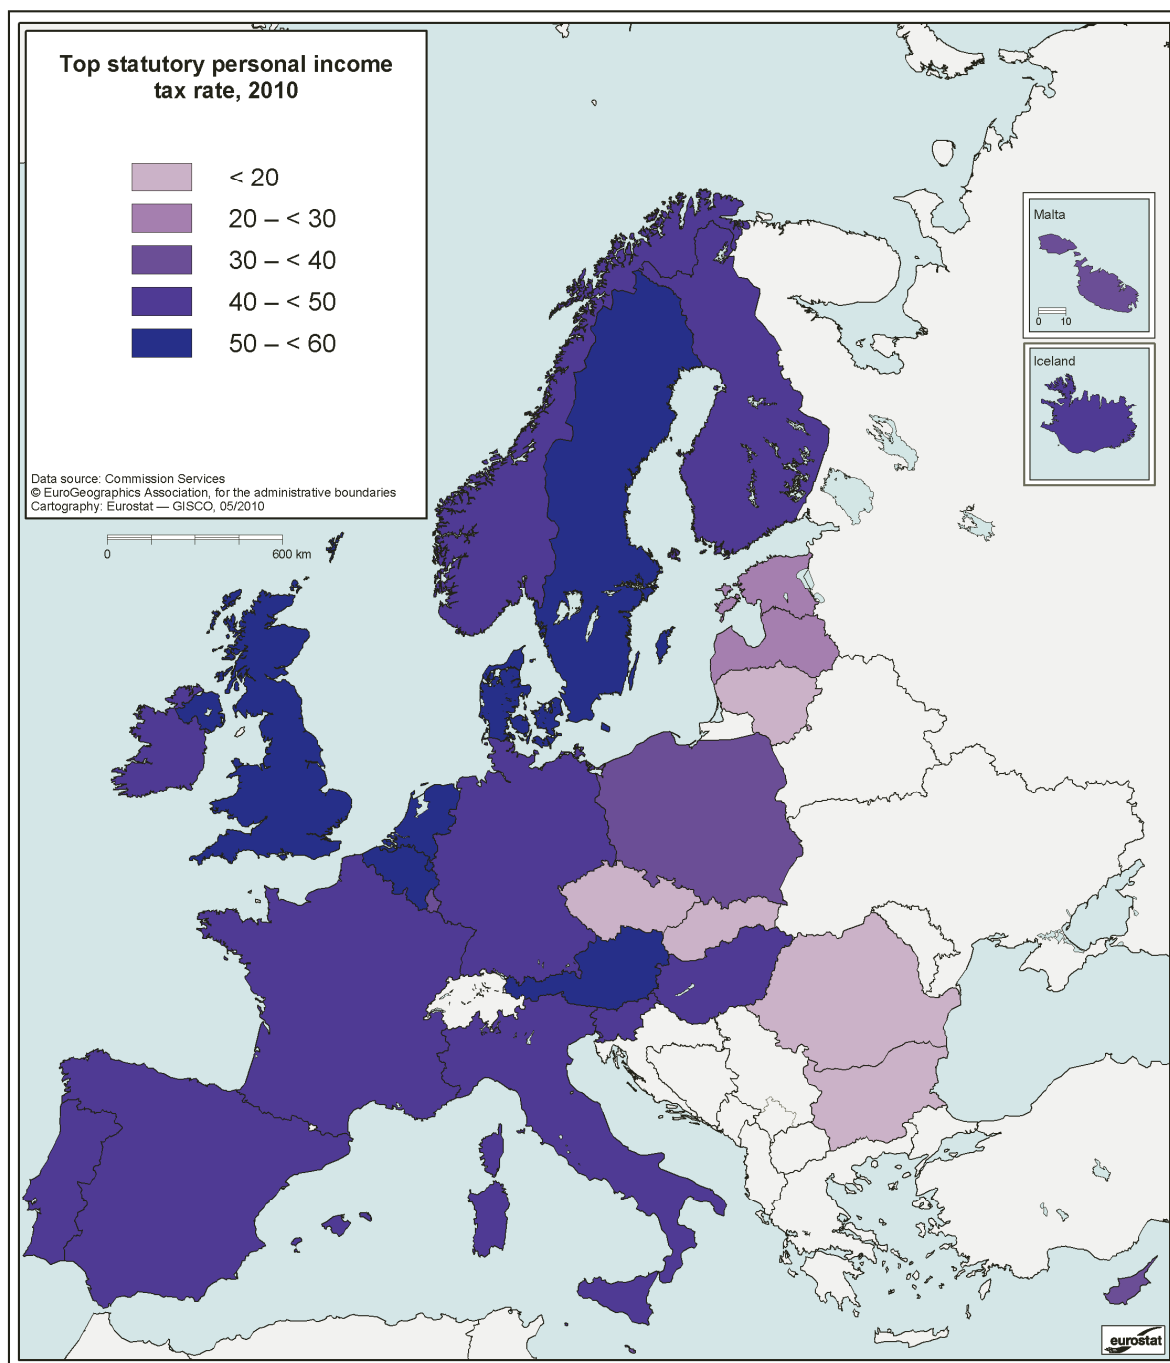 Top statutory personal income
tax rate, 2010
< 20
20 – < 30
30 – < 40
40 – < 50
50 – < 60
Data source: Commission Services
© EuroGeographics Association, for the administrative boundaries
Cartography: Eurostat — GISCO, 05/2010
0 600 km
Malta
0 10
Iceland
eurostat